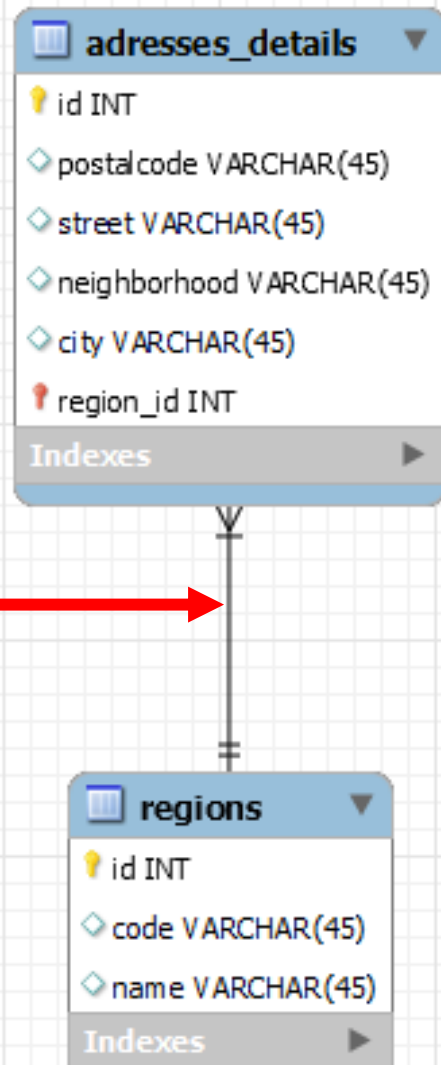 adresses_details
id INT
postalcode VARCHAR(45)
street VARCHAR(45)
neighborhood VARCHAR(45)
city VARCHAR(45)
region_id INT
Indexes
regions
id INT
code VARCHAR(45)
name VARCHAR(45)
Indexes